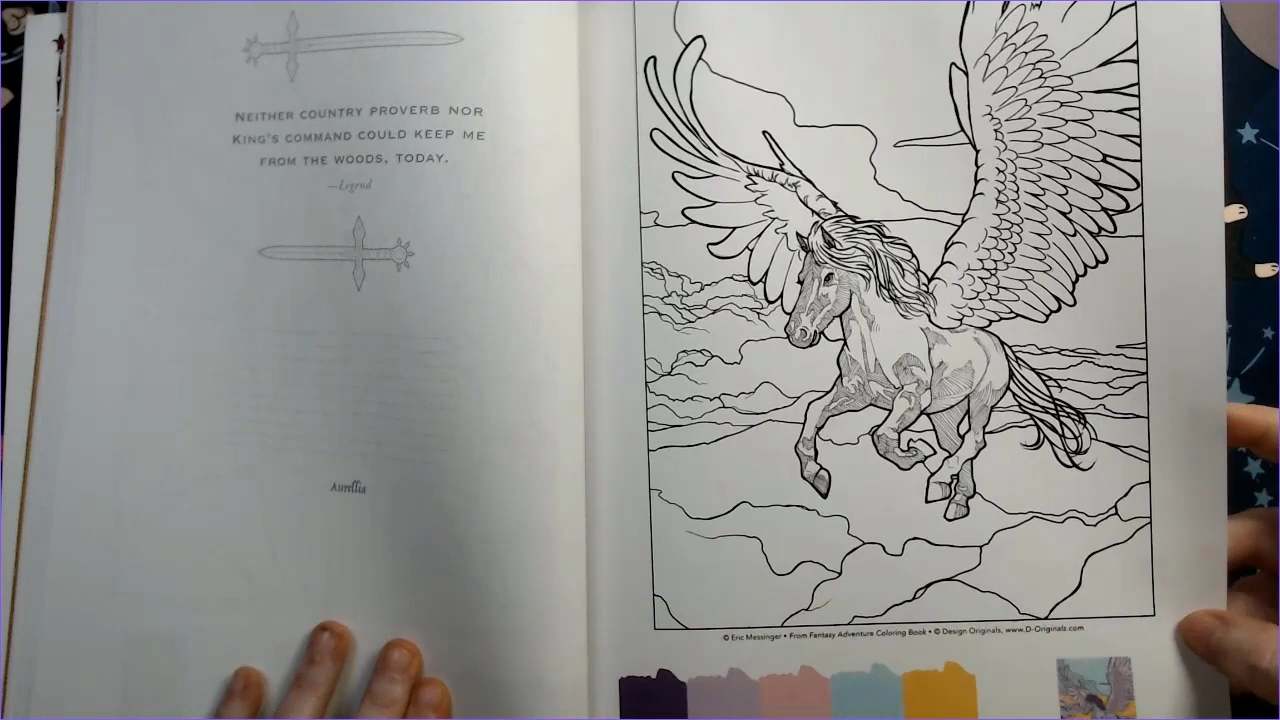 NEITHER COUNTRY PROVERB NOR
KING'S COMMAND COULD KEEP ME
FROM THE WOODS, TODAY.
—Legend
Aurellia
© Eric Messinger • From Fantasy Adventure Coloring Book • © Design Originals, www.D-Originals.com